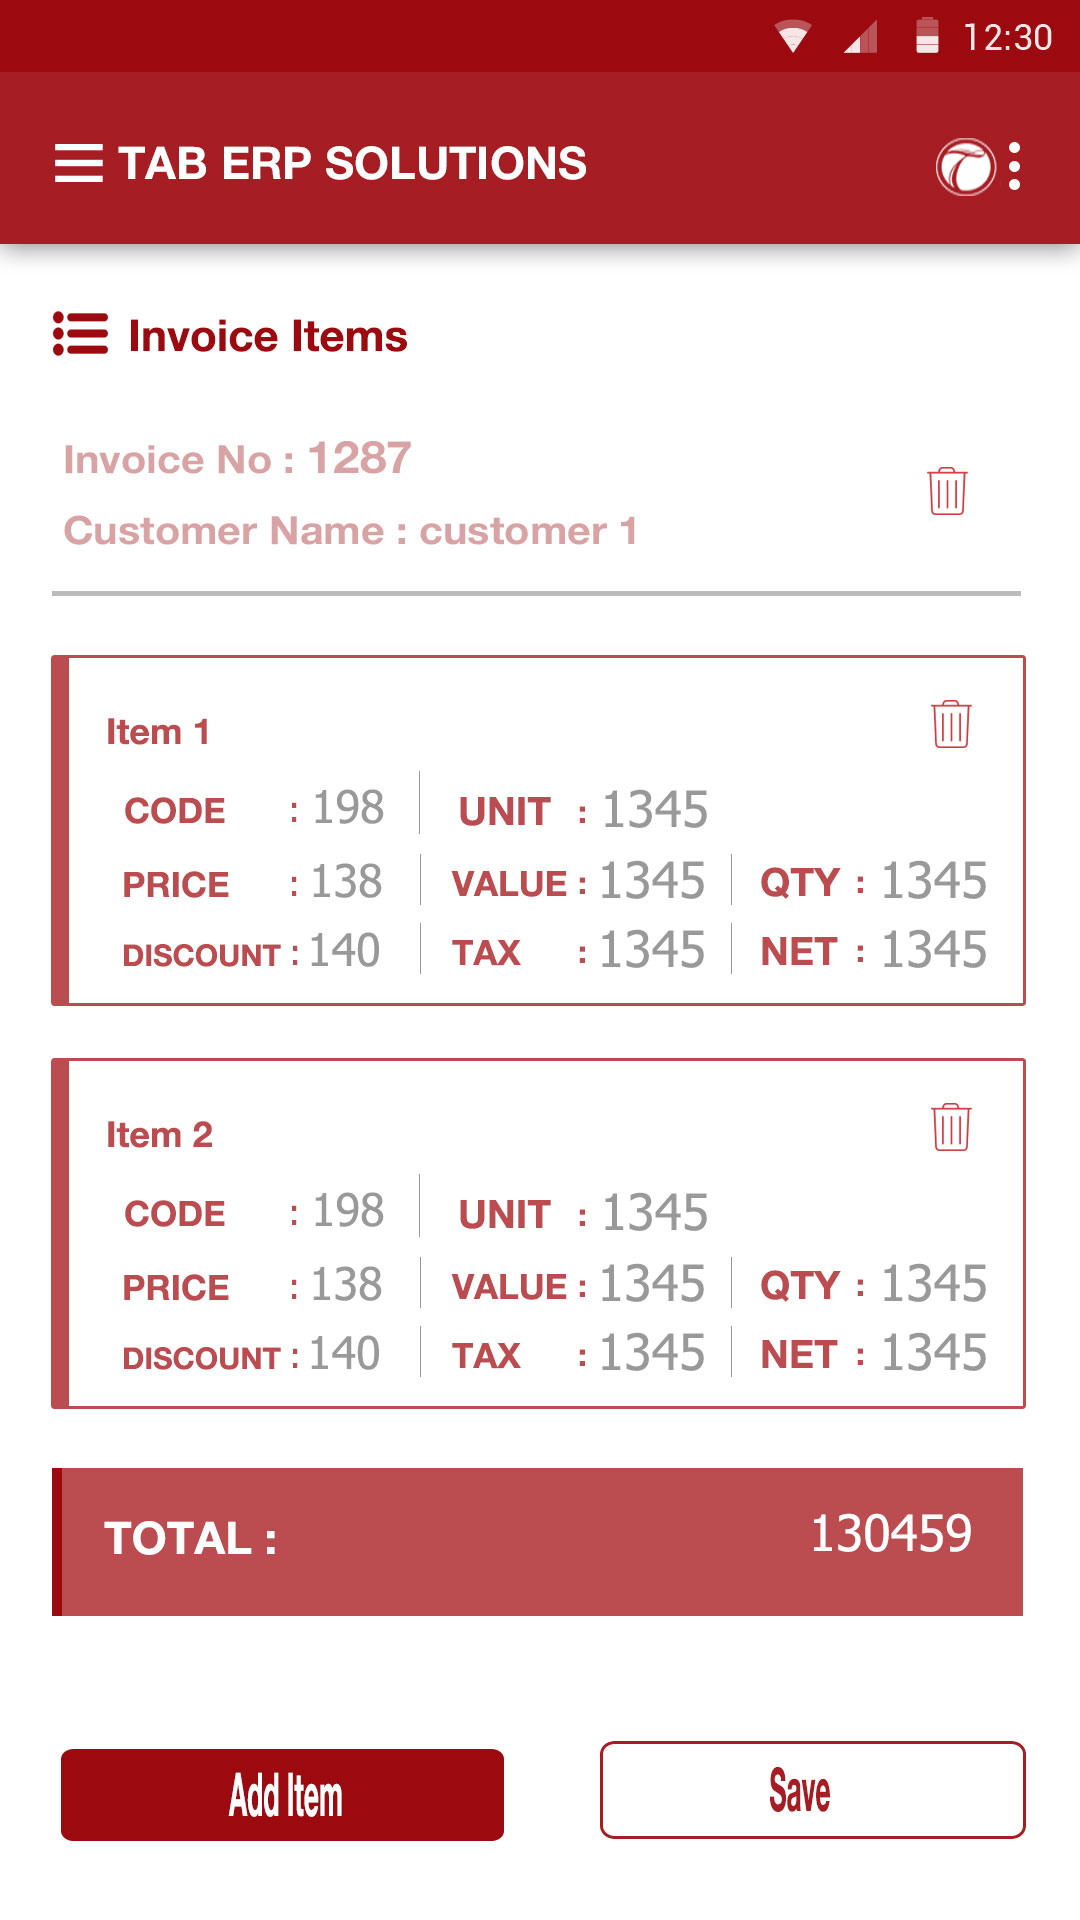 12:30
TAB ERP SOLUTIONS
Invoice Items
Invoice No : 1287
Customer Name : customer 1
Item 1
CODE : 198 UNIT : 1345
PRICE : 138 VALUE : 1345 QTY : 1345
DISCOUNT : 140 TAX : 1345 NET : 1345
Item 2
CODE : 198 UNIT : 1345
PRICE : 138 VALUE : 1345 QTY : 1345
DISCOUNT : 140 TAX : 1345 NET : 1345
TOTAL : 130459
Add Item Save